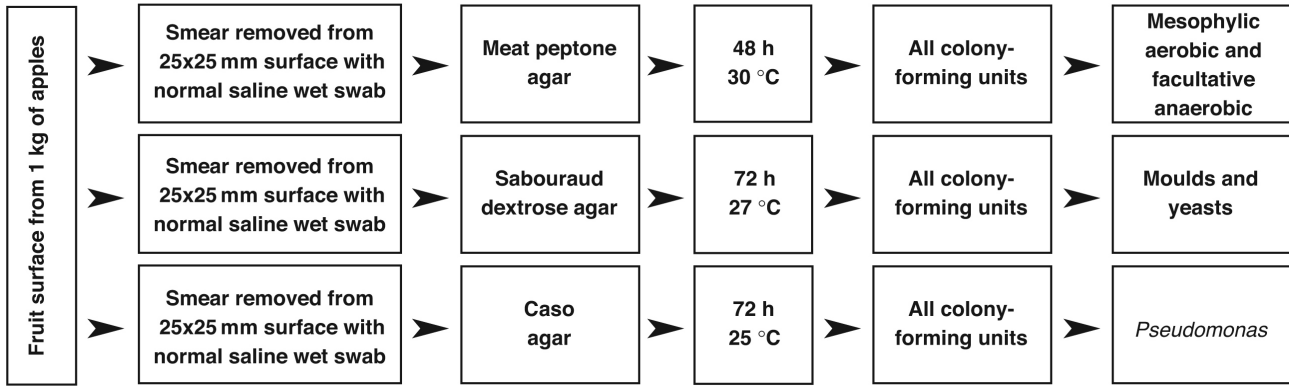 Fruit surface from 1 kg of apples
Smear removed from
25x25 mm surface with
normal saline wet swab
Meat peptone
agar
48 h
30 °C
All colony-
forming units
Mesophylic
aerobic and
facultative
anaerobic
Smear removed from
25x25 mm surface with
normal saline wet swab
Sabouraud
dextrose agar
72 h
27 °C
All colony-
forming units
Moulds and
yeasts
Smear removed from
25x25 mm surface with
normal saline wet swab
Caso
agar
72 h
25 °C
All colony-
forming units
Pseudomonas